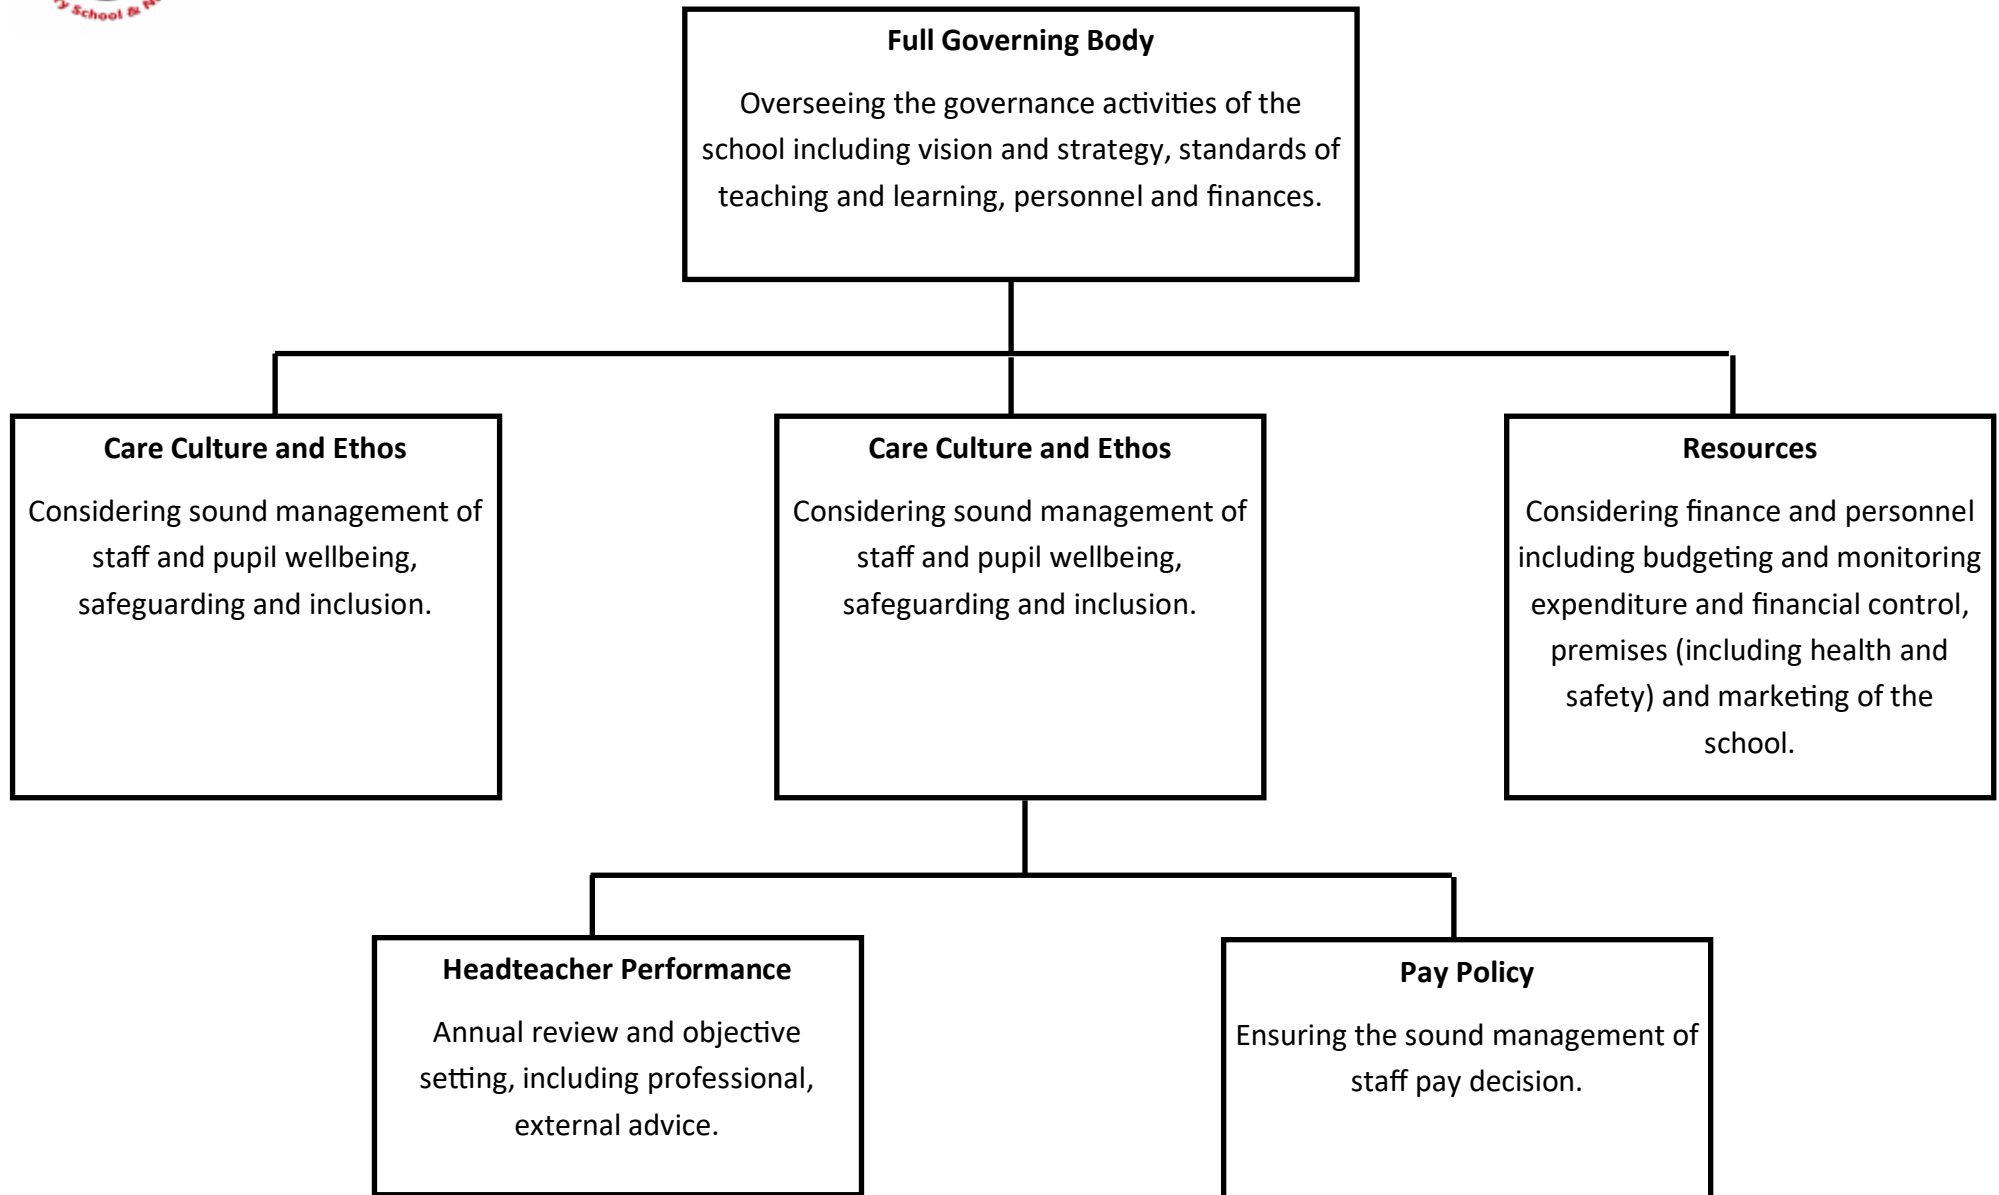 School &
Full Governing Body
Overseeing the governance activities of the
school including vision and strategy, standards of
teaching and learning, personnel and finances.
Care Culture and Ethos
Considering sound management of
staff and pupil wellbeing,
safeguarding and inclusion.
Care Culture and Ethos
Considering sound management of
staff and pupil wellbeing,
safeguarding and inclusion.
Resources
Considering finance and personnel
including budgeting and monitoring
expenditure and financial control,
premises (including health and
safety) and marketing of the
school.
Headteacher Performance
Annual review and objective
setting, including professional,
external advice.
Pay Policy
Ensuring the sound management of
staff pay decision.